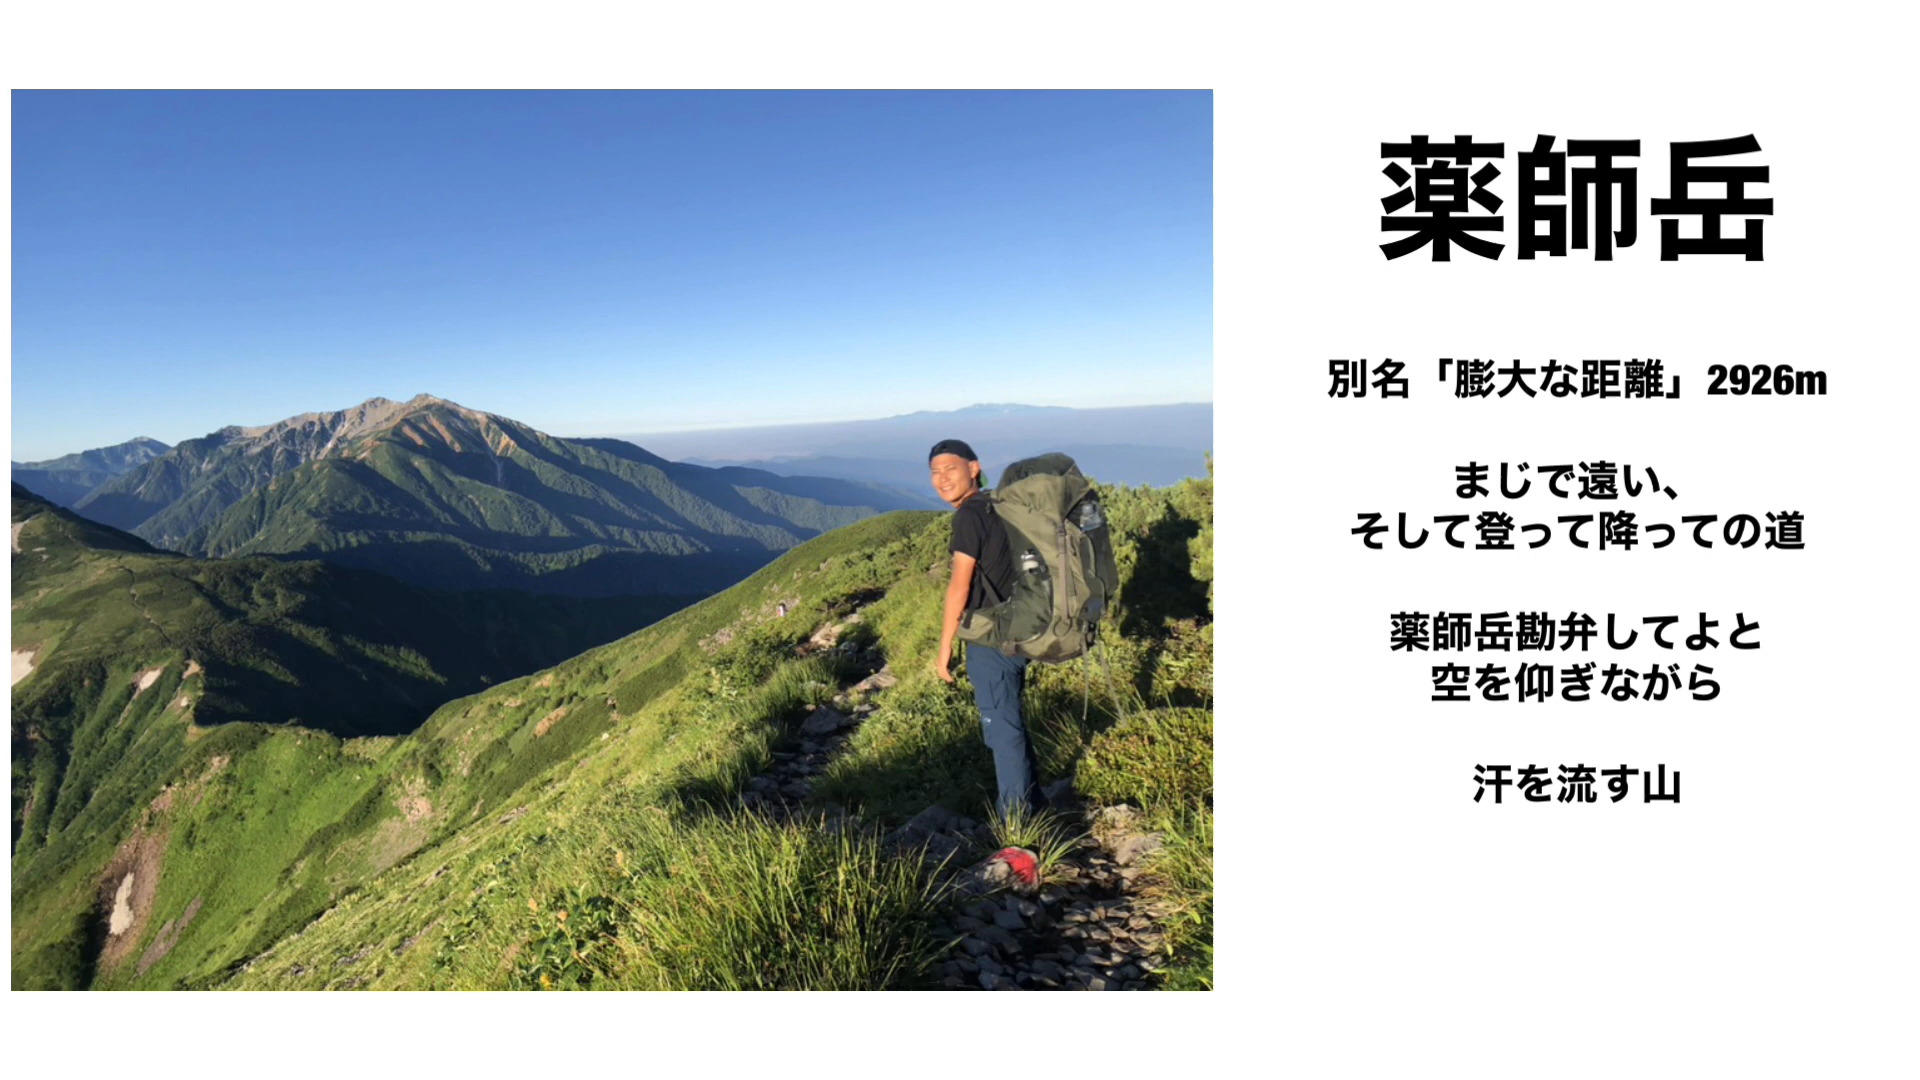 薬師岳
別名「膨大な距離」2926m
まじで遠い、
そして登って降っての道
薬師岳勘弁してよと
空を仰ぎながら
汗を流す山